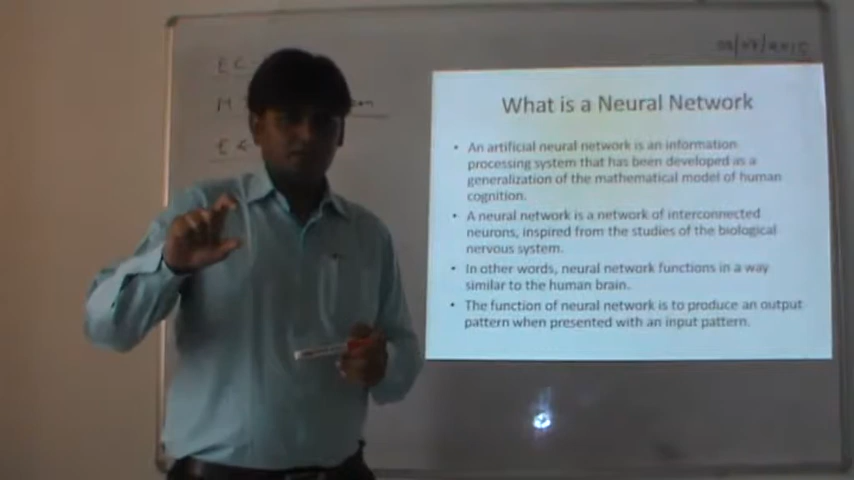 What is a Neural Network
• An artificial neural network is an information
processing system that has been developed as a
generalization of the mathematical model of human
cognition.
• A neural network is a network of interconnected
neurons, inspired from the studies of the biological
nervous system.
• In other words, neural network functions in a way
similar to the human brain.
• The function of neural network is to produce an output
pattern when presented with an input pattern.